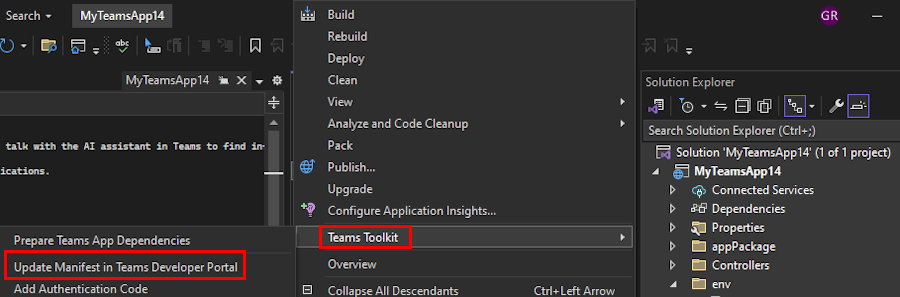 Search
MyTeamsApp14
GR
abc
MyTeamsApp14
talk with the AI assistant in Teams to find in
ications.
Build
Rebuild
Deploy
Clean
View
Analyze and Code Cleanup
Pack
Publish...
Upgrade
Configure Application Insights...
Teams Toolkit
Overview
Collapse All Descendants Ctrl+Left Arrow
Prepare Teams App Dependencies
Update Manifest in Teams Developer Portal
Add Authentication Code
Solution Explorer
Search Solution Explorer (Ctrl+;)
Solution 'MyTeamsApp14' (1 of 1 project)
MyTeamsApp14
Connected Services
Dependencies
Properties
appPackage
Controllers
env